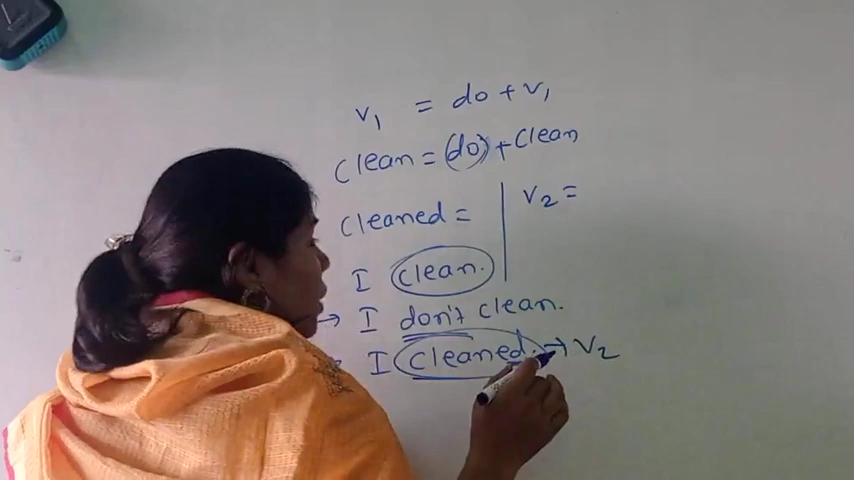 V₁ = do + V₁
Clean = (do) + Clean
Cleaned = | V₂ =
I clean.
→ I don't clean.
I Cleaned. → V₂